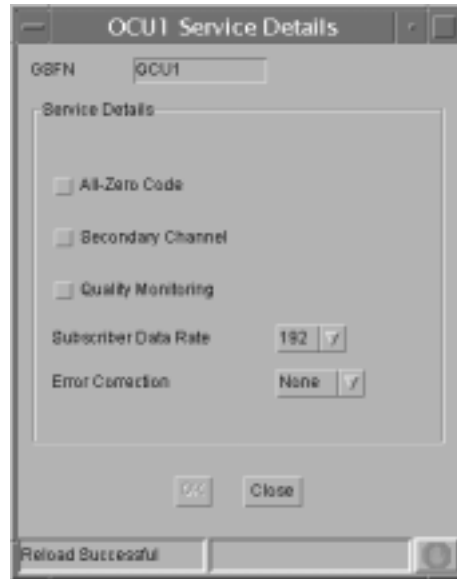 OCU1 Service Details
GSFN OCU1
Service Details
All-Zero Code
Secondary Channel
Quality Monitoring
Subscriber Data Rate 192
Error Correction None
OK Close
Reload Successful